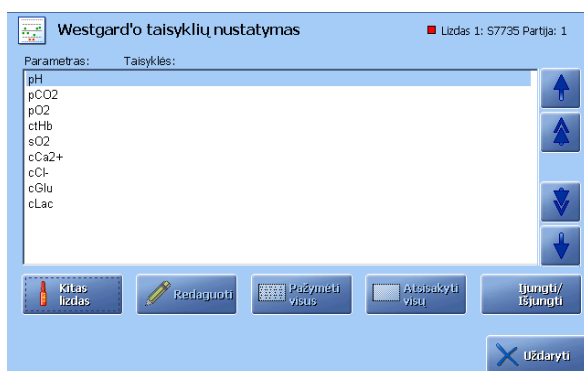 Westgard'o taisyklių nustatymas
Lizdas 1: S7735 Partija: 1
Parametras: Taisyklės:
pH
pCO2
pO2
ctHb
sO2
cCa2+
cCl-
cGlu
cLac
Kitas
lizdas
Redaguoti
Pažymėti
visus
Atsisakyti
visų
Įjungti/
Išjungti
Uždaryti